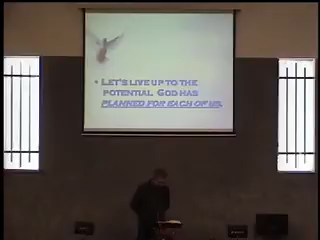 • LET'S LIVE UP TO THE
POTENTIAL GOD HAS
PLANNED FOR EACH OF US.